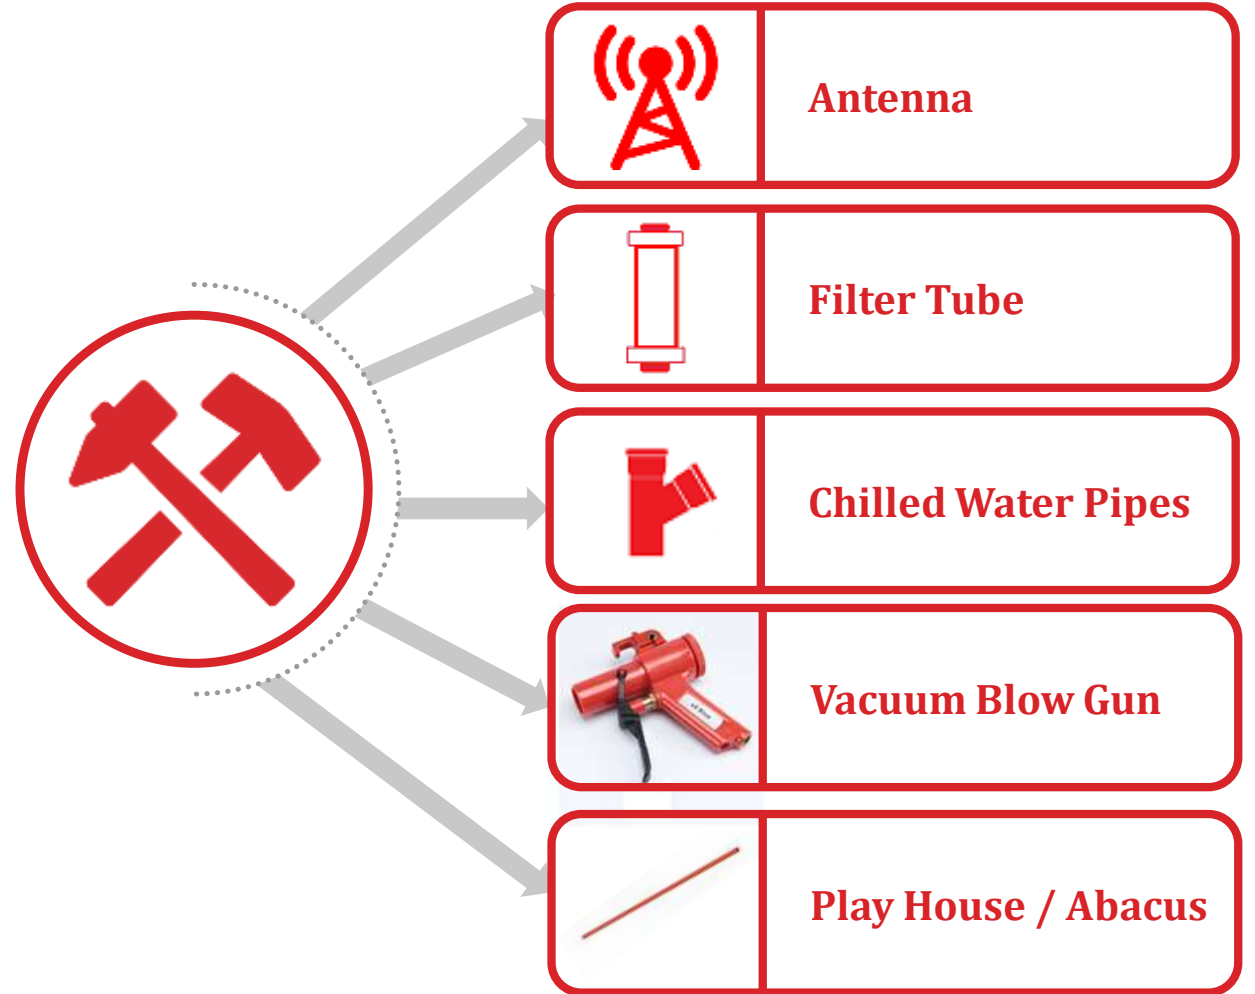 Antenna
Filter Tube
Chilled Water Pipes
Vacuum Blow Gun
Play House / Abacus